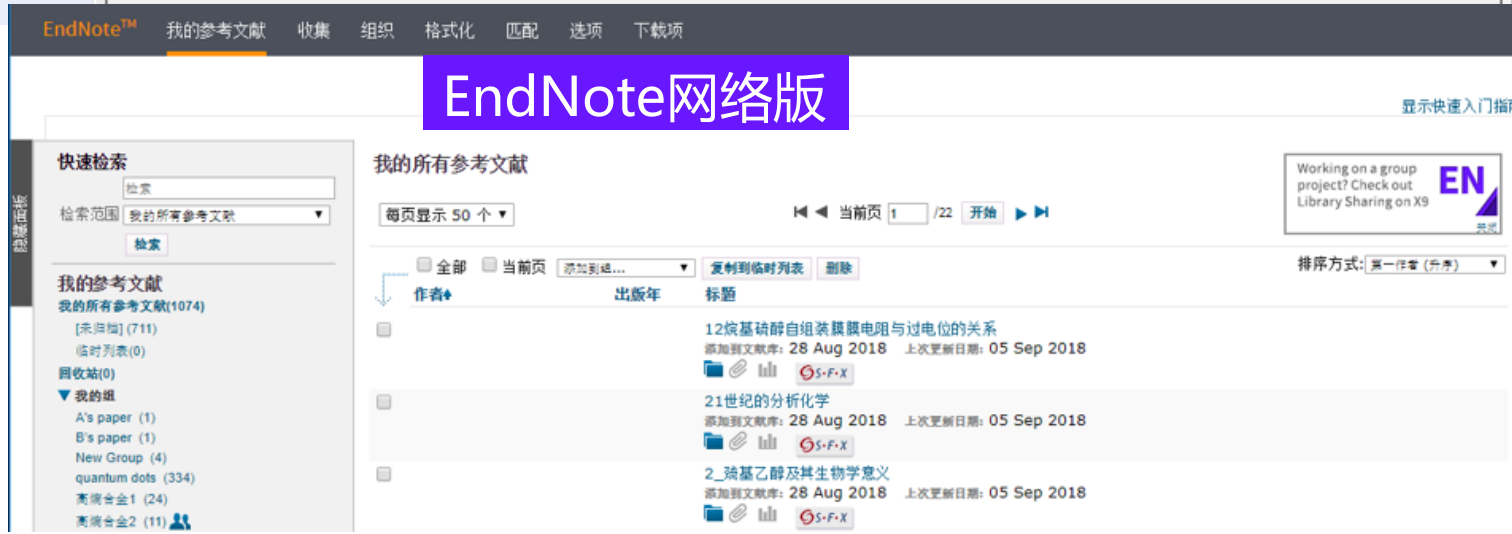 EndNote™ 我的参考文献 收集 组织 格式化 匹配 选项 下载项
EndNote网络版
显示快速入门指
隐藏面板
快速检索
检索
检索范围 我的所有参考文献
检索
我的参考文献
我的所有参考文献(1074)
[未归档] (711)
临时列表(0)
回收站(0)
我的组
A's paper (1)
B's paper (1)
New Group (4)
quantum dots (334)
高熵合金1 (24)
高熵合金2 (11)
我的所有参考文献
每页显示 50 个
当前页 1 /22 开始
Working on a group
project? Check out
Library Sharing on X9
EN
关闭
全部 当前页 添加到组... 复制到临时列表 删除
排序方式: 第一作者 (升序)
作者 出版年 标题
12烷基硫醇自组装膜膜电阻与过电位的关系
添加到文献库: 28 Aug 2018 上次更新日期: 05 Sep 2018
S·F·X
21世纪的分析化学
添加到文献库: 28 Aug 2018 上次更新日期: 05 Sep 2018
S·F·X
2_巯基乙醇及其生物学意义
添加到文献库: 28 Aug 2018 上次更新日期: 05 Sep 2018
S·F·X